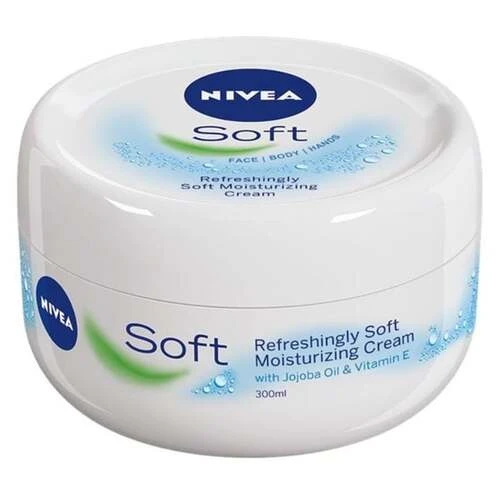 NIVEA
Soft
FACE | BODY | HANDS
Refreshingly
Soft Moisturizing
Cream
NIVEA
Soft
Refreshingly Soft
Moisturizing Cream
with Jojoba Oil & Vitamin E
300ml